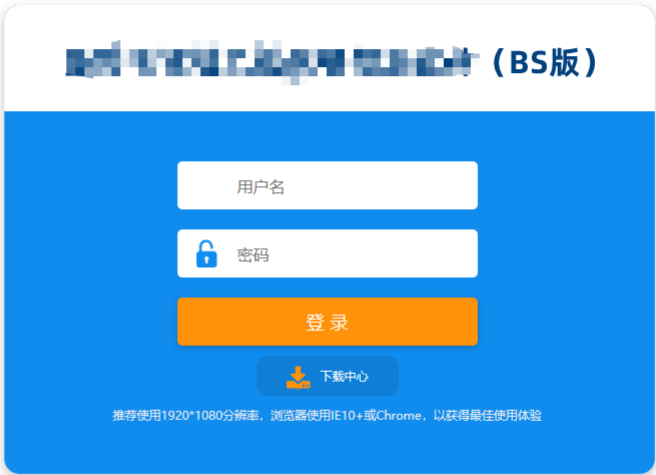 （BS版）
用户名
密码
登 录
下载中心
推荐使用1920*1080分辨率，浏览器使用IE10+或Chrome，以获得最佳使用体验